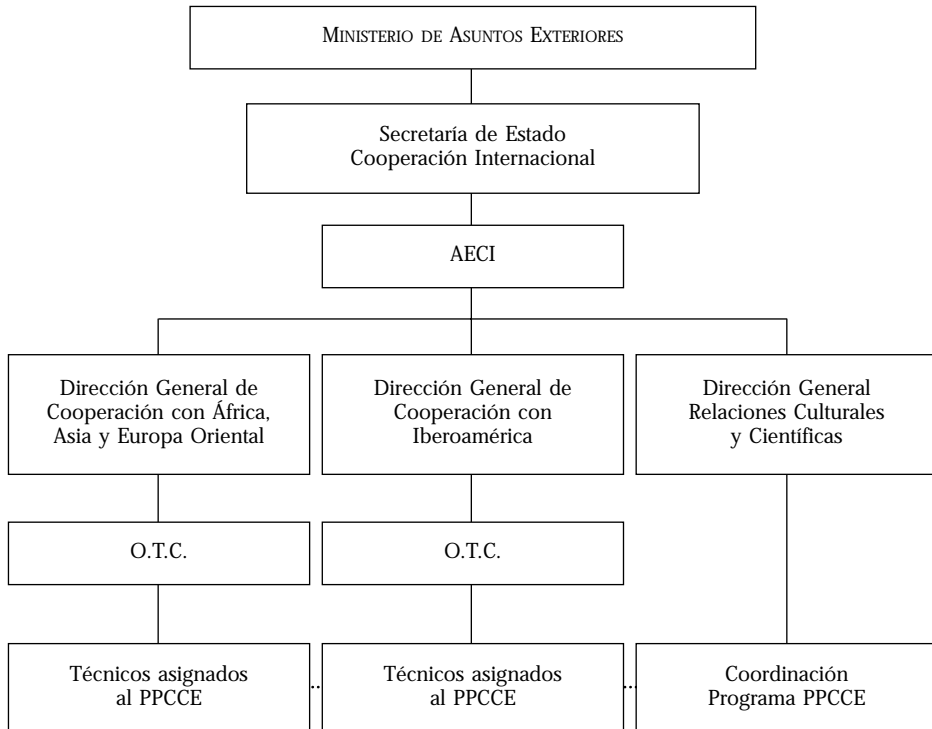 MINISTERIO DE ASUNTOS EXTERIORES
Secretaría de Estado
Cooperación Internacional
AECI
Dirección General de
Cooperación con África,
Asia y Europa Oriental
Dirección General de
Cooperación con
Iberoamérica
Dirección General
Relaciones Culturales
y Científicas
O.T.C.
O.T.C.
Técnicos asignados
al PPCCE
Técnicos asignados
al PPCCE
Coordinación
Programa PPCCE